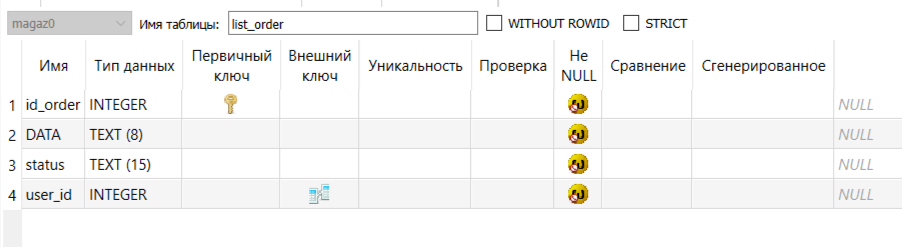 magaz0 Имя таблицы: list_order WITHOUT ROWID STRICT
Имя Тип данных Первичный ключ Внешний ключ Уникальность Проверка Не NULL Сравнение Сгенерированное
1 id_order INTEGER NULL
2 DATA TEXT (8) NULL
3 status TEXT (15) NULL
4 user_id INTEGER NULL